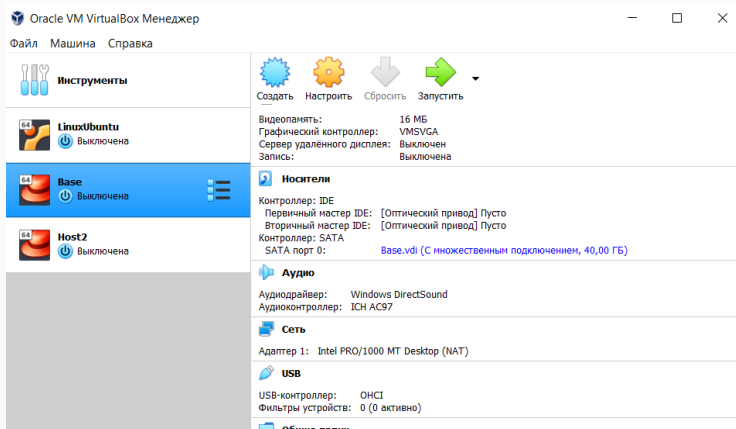 Oracle VM VirtualBox Менеджер
Файл Машина Справка
Инструменты
64
LinuxUbuntu
Выключена
64
Base
Выключена
64
Host2
Выключена
Создать Настроить Сбросить Запустить
Видеопамять: 16 МБ
Графический контроллер: VMSVGA
Сервер удалённого дисплея: Выключен
Запись: Выключена
Носители
Контроллер: IDE
Первичный мастер IDE: [Оптический привод] Пусто
Вторичный мастер IDE: [Оптический привод] Пусто
Контроллер: SATA
SATA порт 0: Base.vdi (С множественным подключением, 40,00 ГБ)
Аудио
Аудиодрайвер: Windows DirectSound
Аудиоконтроллер: ICH AC97
Сеть
Адаптер 1: Intel PRO/1000 MT Desktop (NAT)
USB
USB-контроллер: OHCI
Фильтры устройств: 0 (0 активно)